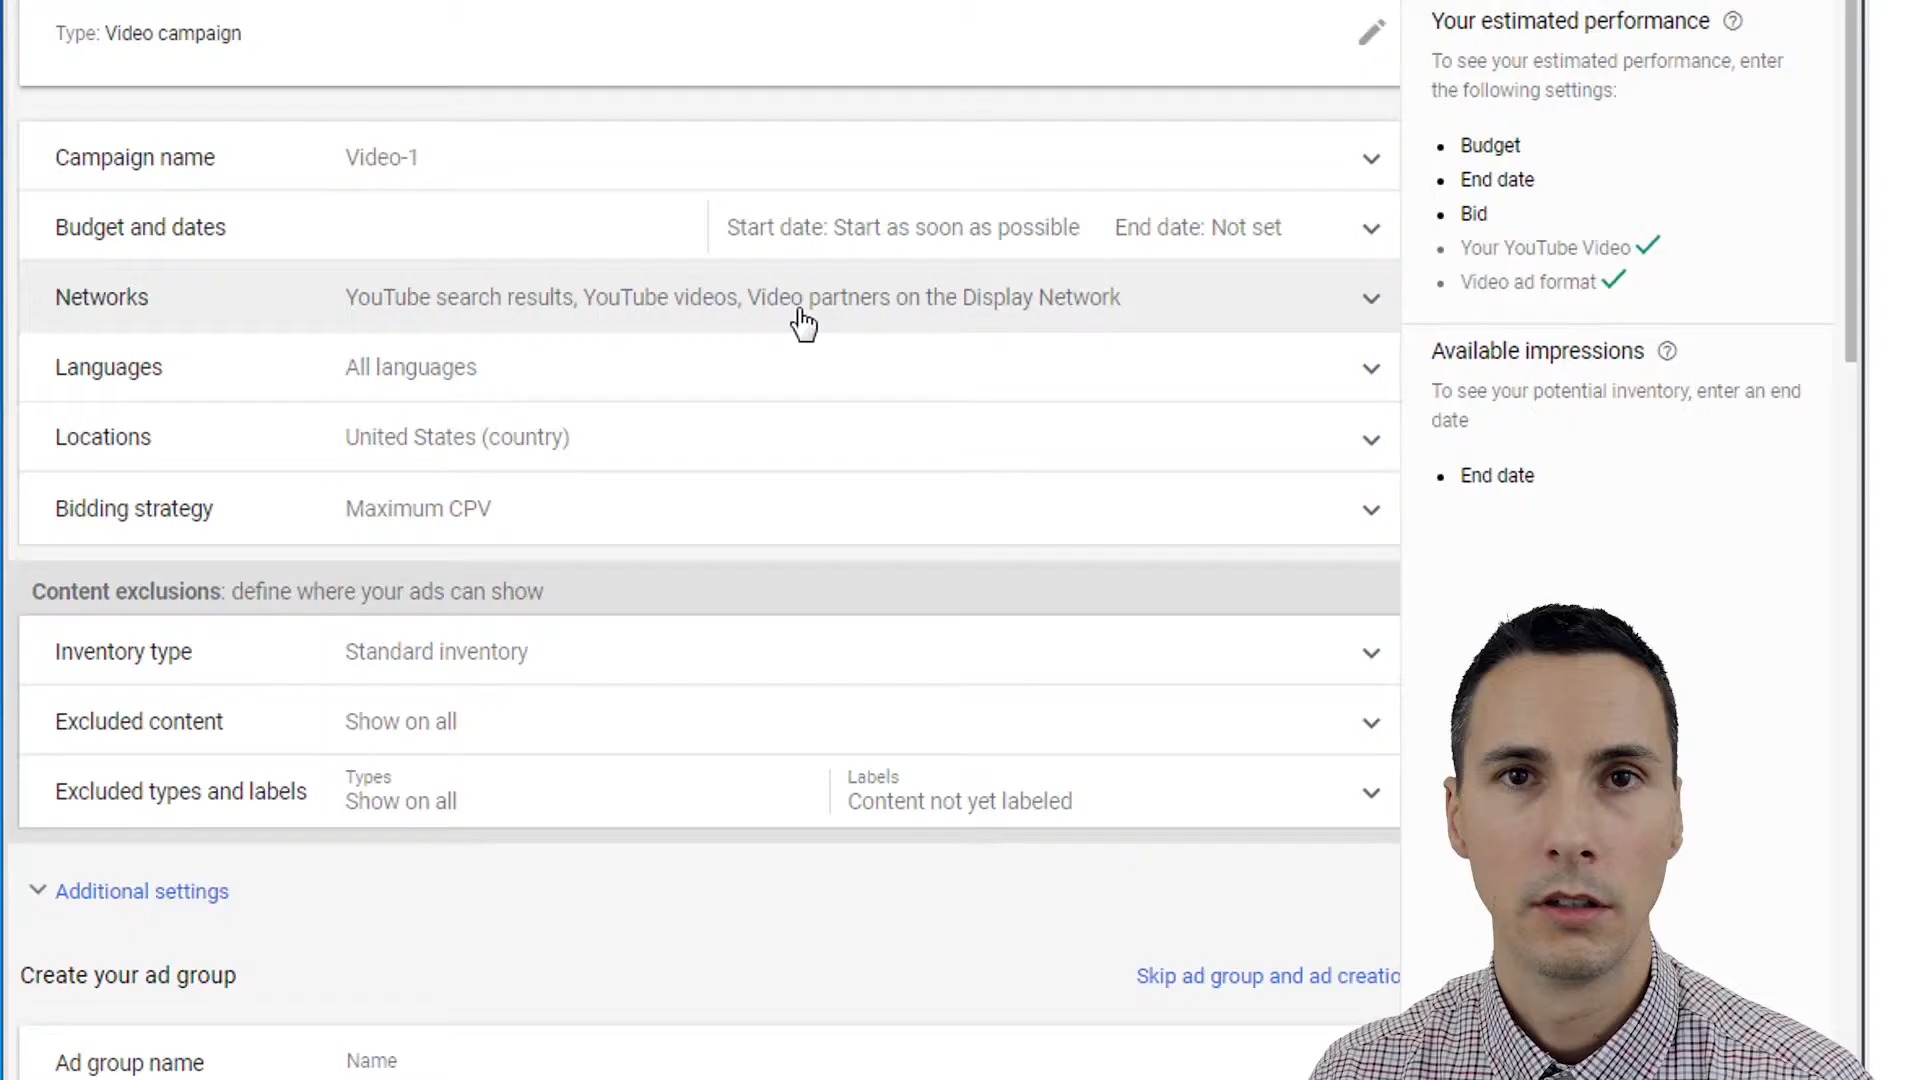 Type: Video campaign
Campaign name Video-1
Budget and dates Start date: Start as soon as possible End date: Not set
Networks YouTube search results, YouTube videos, Video partners on the Display Network
Languages All languages
Locations United States (country)
Bidding strategy Maximum CPV
Content exclusions: define where your ads can show
Inventory type Standard inventory
Excluded content Show on all
Excluded types and labels
Types
Show on all
Labels
Content not yet labeled
Additional settings
Create your ad group
Skip ad group and ad creatio
Ad group name Name
Your estimated performance
To see your estimated performance, enter
the following settings:
• Budget
• End date
• Bid
• Your YouTube Video
• Video ad format
Available impressions
To see your potential inventory, enter an end
date
• End date